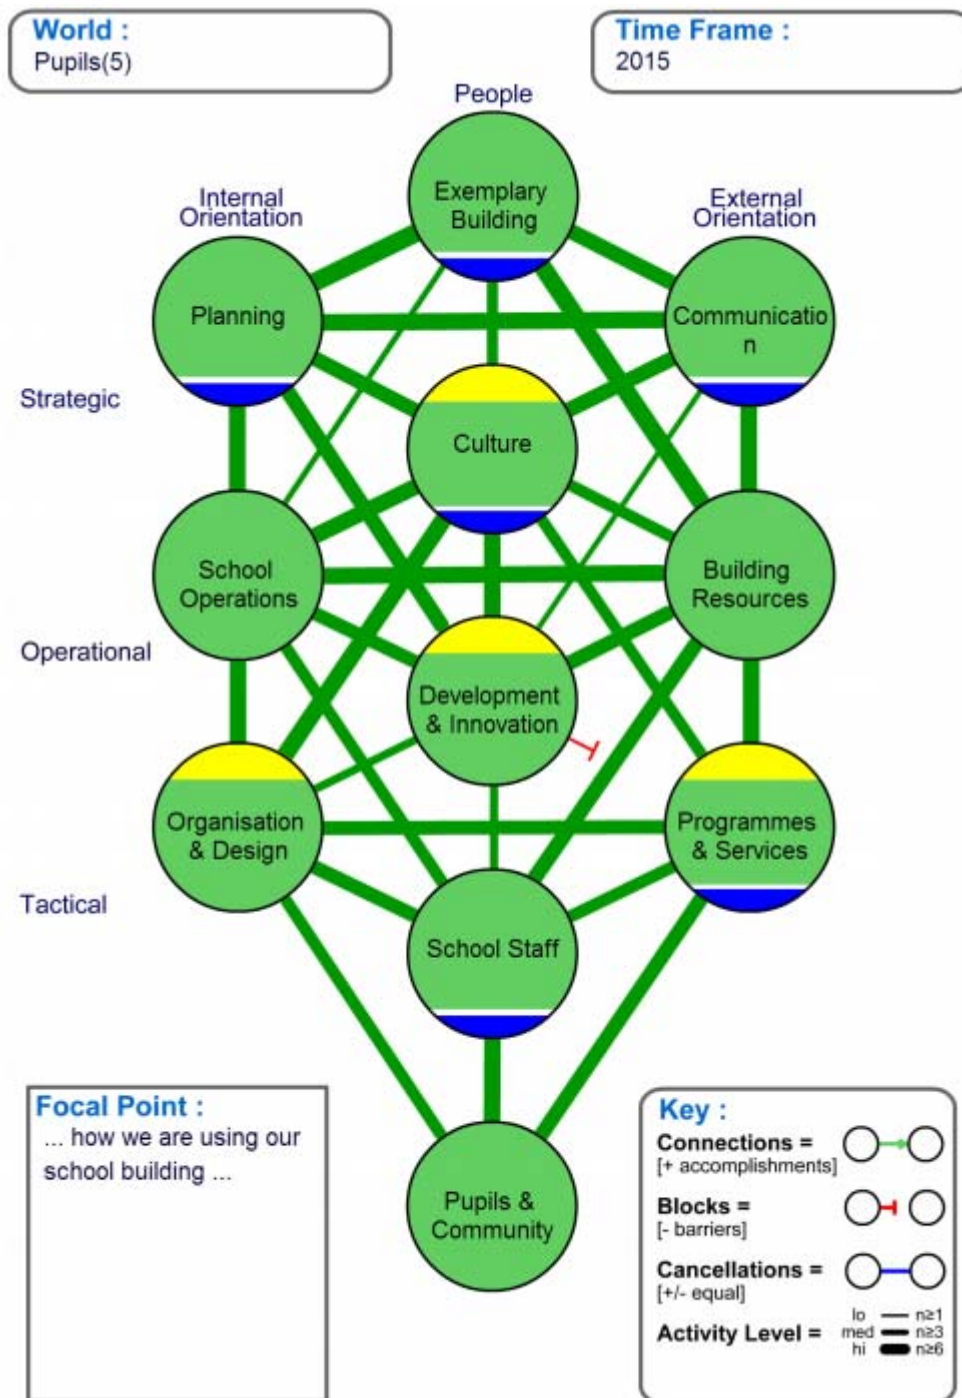 World :
Pupils(5)
Time Frame :
2015
People
Internal
Orientation
External
Orientation
Exemplary
Building
Planning
Communicatio
n
Strategic
Culture
School
Operations
Building
Resources
Operational
Development
& Innovation
Organisation
& Design
Programmes
& Services
Tactical
School Staff
Pupils &
Community
Focal Point :
... how we are using our
school building ...
Key :
Connections =
[+ accomplishments]
Blocks =
[- barriers]
Cancellations =
[+/- equal]
Activity Level =
lo n≥1
med n≥3
hi n≥6